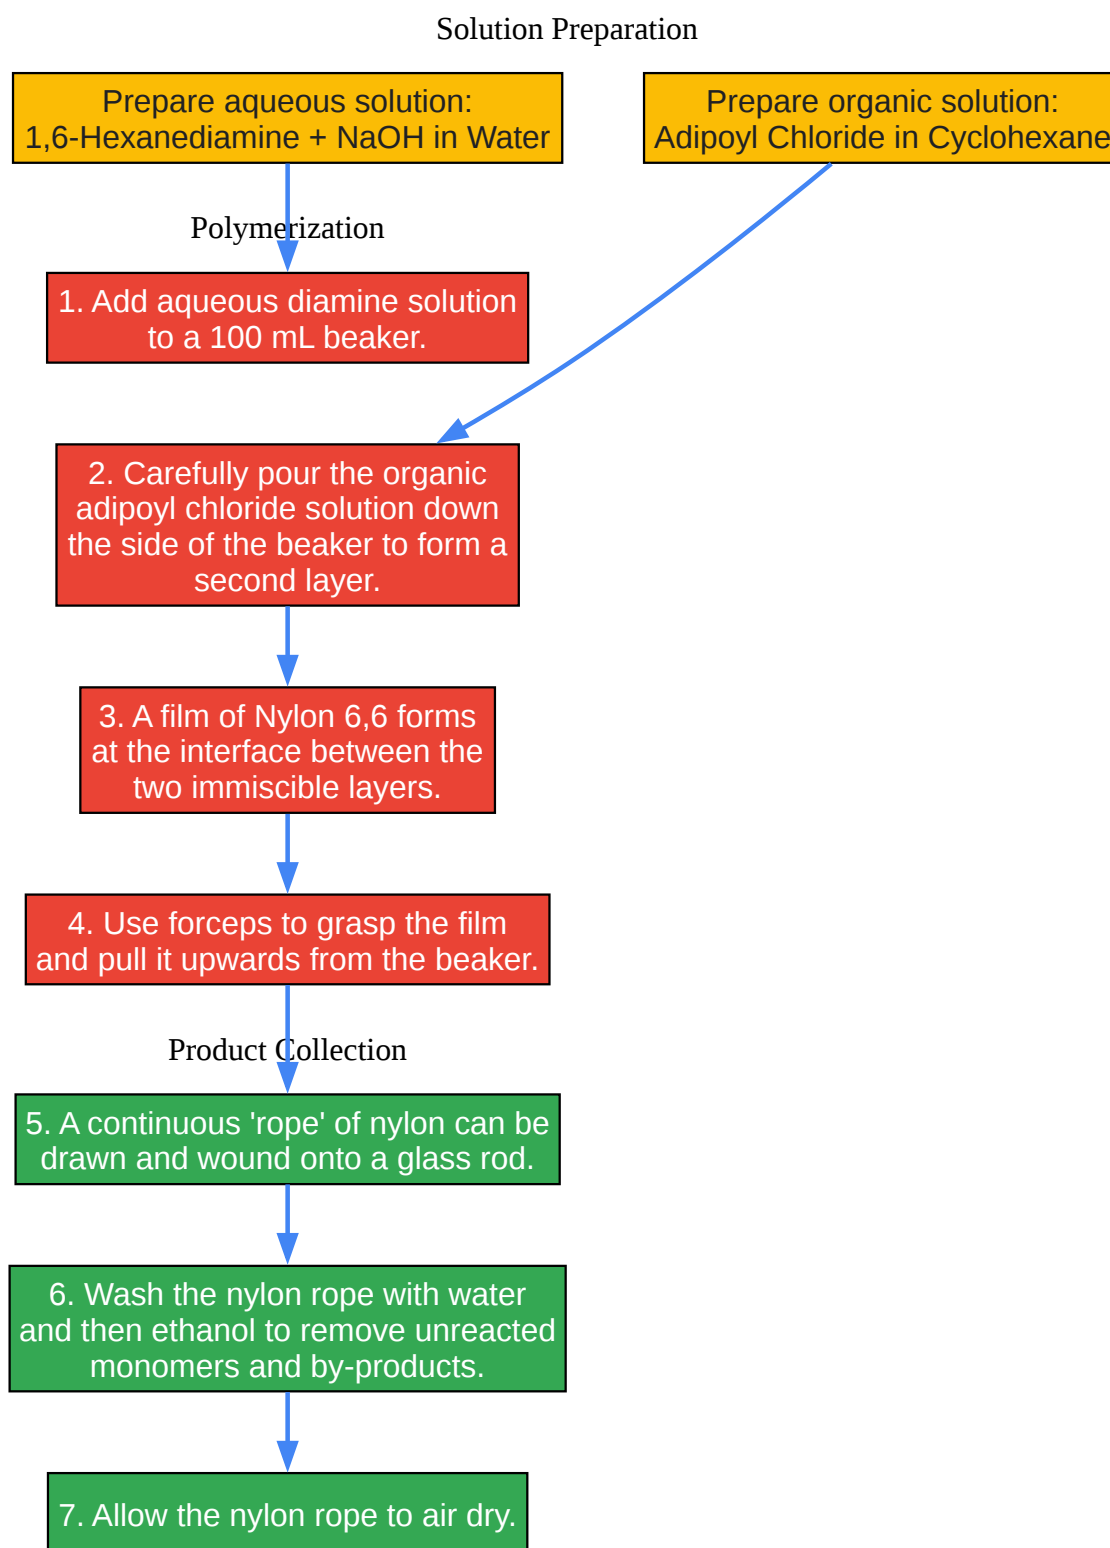 Solution Preparation
Prepare aqueous solution:
1,6-Hexanediamine + NaOH in Water
Prepare organic solution:
Adipoyl Chloride in Cyclohexane
Polymerization
1. Add aqueous diamine solution
to a 100 mL beaker.
2. Carefully pour the organic
adipoyl chloride solution down
the side of the beaker to form a
second layer.
3. A film of Nylon 6,6 forms
at the interface between the
two immiscible layers.
4. Use forceps to grasp the film
and pull it upwards from the beaker.
Product Collection
5. A continuous 'rope' of nylon can be
drawn and wound onto a glass rod.
6. Wash the nylon rope with water
and then ethanol to remove unreacted
monomers and by-products.
7. Allow the nylon rope to air dry.